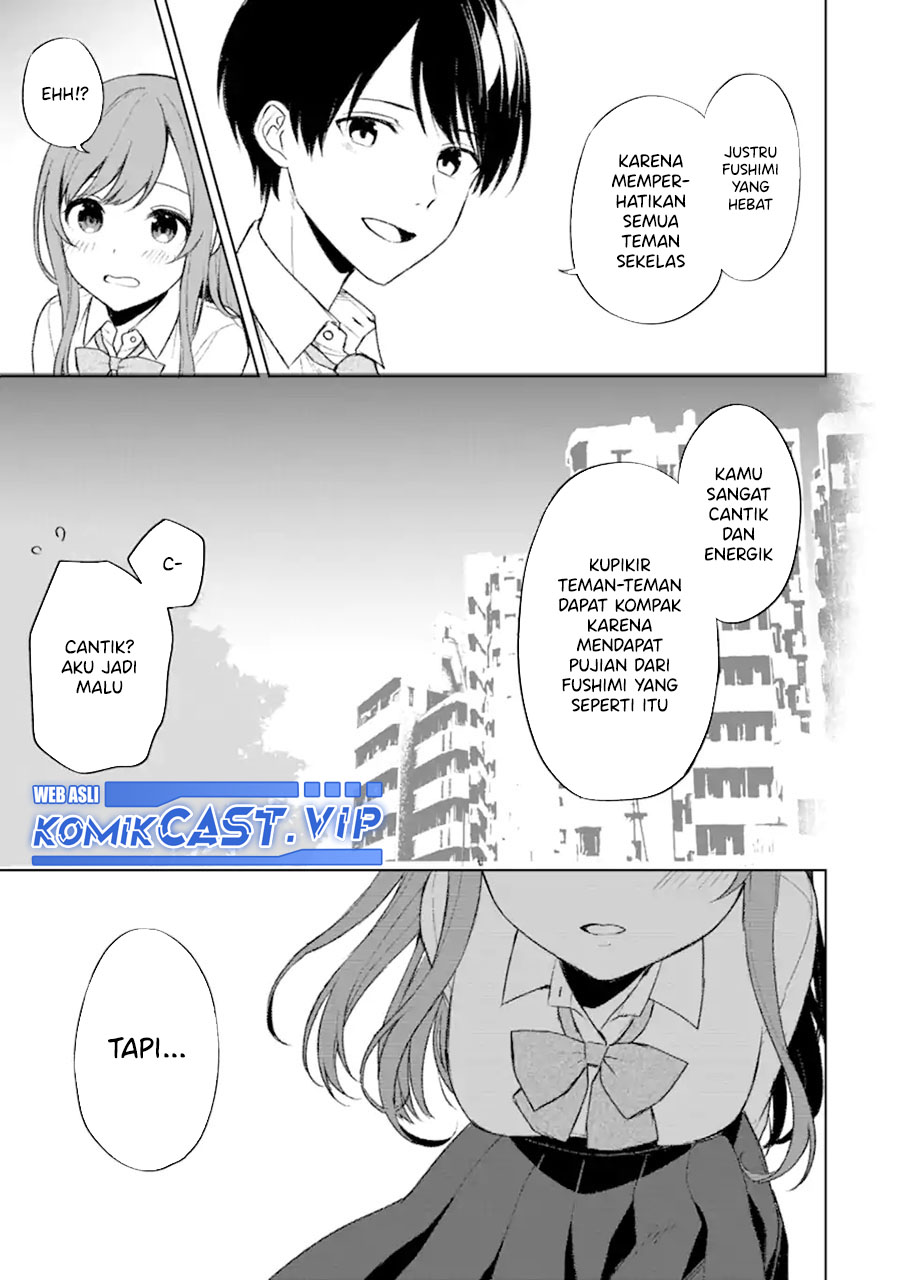 JUSTRU
FUSHIMI
YANG
HEBAT
KARENA
MEMPER-
HATIKAN
SEMUA
TEMAN
SEKELAS
EHH!?
KAMU
SANGAT
CANTIK
DAN
ENERGIK
KUPIKIR
TEMAN-TEMAN
DAPAT KOMPAK
KARENA
MENDAPAT
PUJIAN DARI
FUSHIMI YANG
SEPERTI ITU
C-
CANTIK?
AKU JADI
MALU
WEB ASLI
KOMIKCAST.VIP
TAPI...